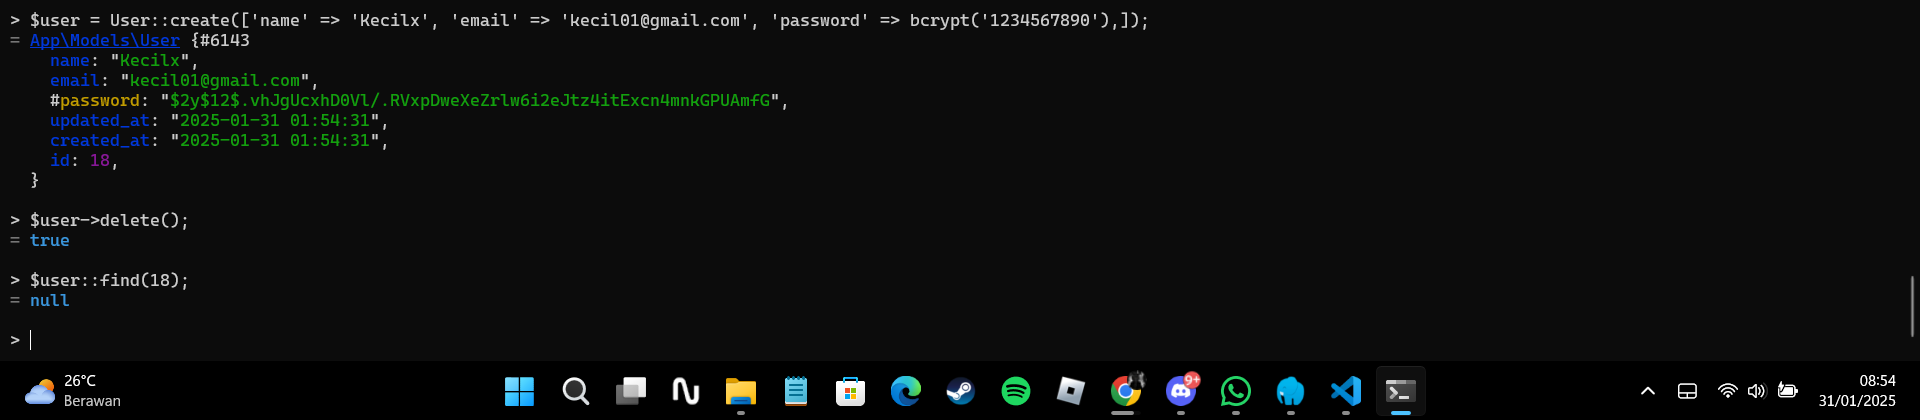 > $user = User::create(['name' => 'Kecilx', 'email' => 'kecil01@gmail.com', 'password' => bcrypt('1234567890'),]);
= App\Models\User {#6143
name: "Kecilx",
email: "kecil01@gmail.com",
#password: "$2y$12$.vhJgUcxhD0Vl/.RVxpDweXeZrlw6i2eJtz4itExcn4mnkGPUAmfG",
updated_at: "2025-01-31 01:54:31",
created_at: "2025-01-31 01:54:31",
id: 18,
}
> $user->delete();
= true
> $user::find(18);
= null
>
26°C
Berawan
9+
08:54
31/01/2025